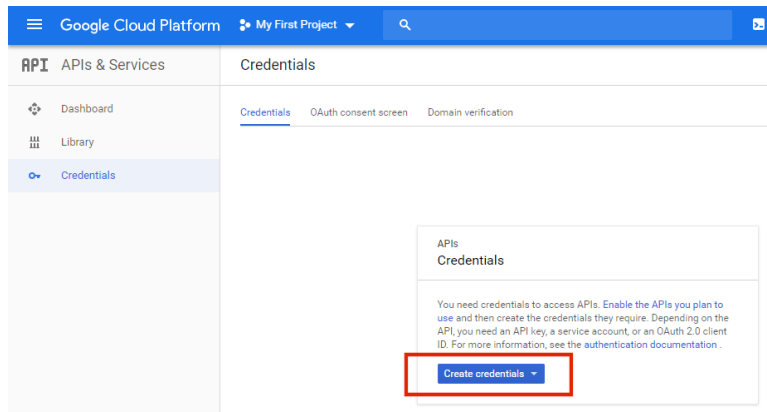 Google Cloud Platform
My First Project
API APIs & Services
Credentials
Dashboard
Library
Credentials
Credentials
OAuth consent screen
Domain verification
APIs
Credentials
You need credentials to access APIs. Enable the APIs you plan to
use and then create the credentials they require. Depending on the
API, you need an API key, a service account, or an OAuth 2.0 client
ID. For more information, see the authentication documentation .
Create credentials